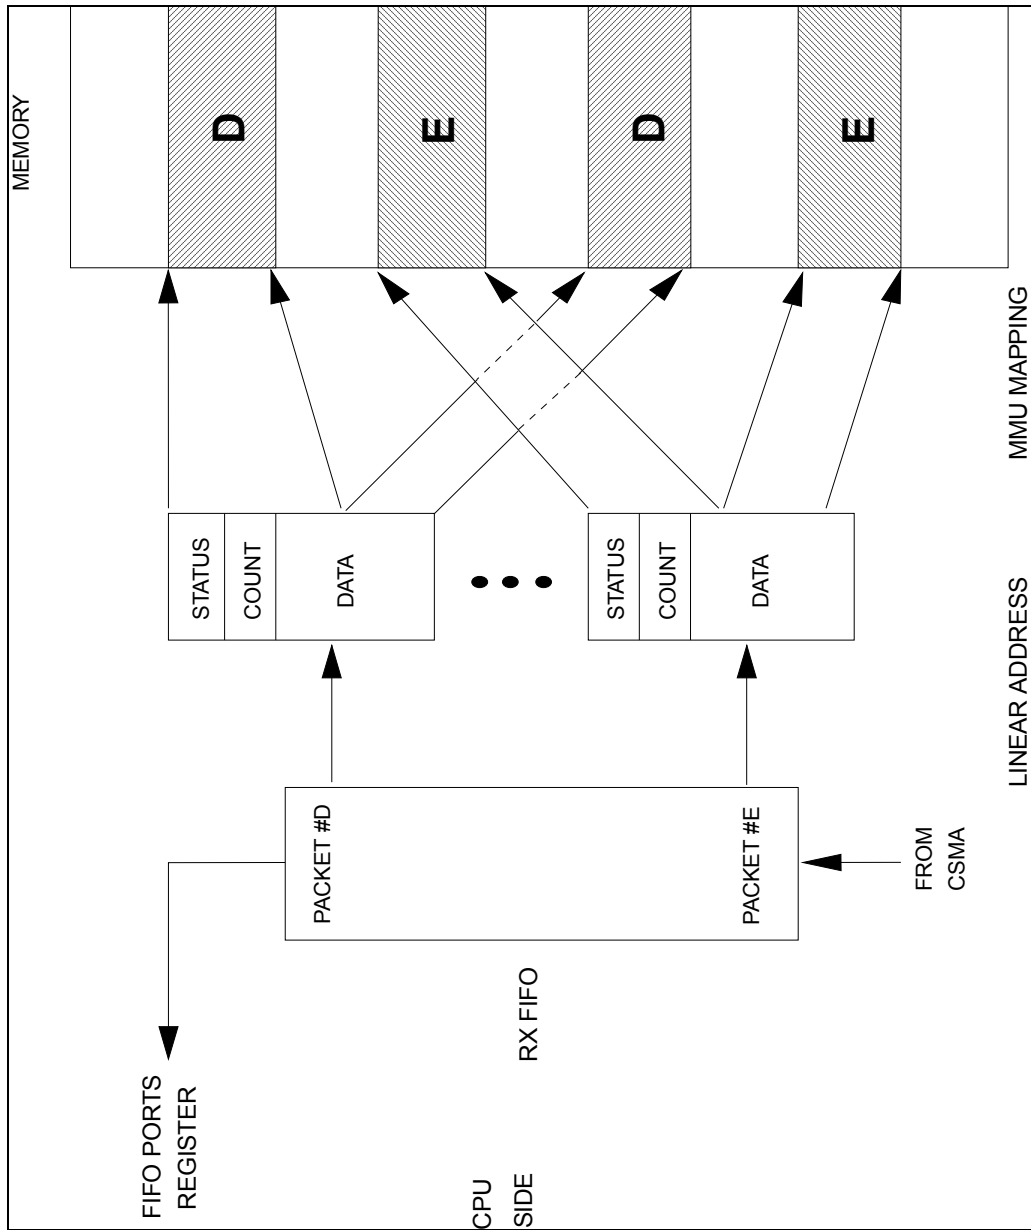 MEMORY
D
E
D
E
MMU MAPPING
STATUS
COUNT
DATA
STATUS
COUNT
DATA
LINEAR ADDRESS
PACKET #D
PACKET #E
FROM
CSMA
RX FIFO
FIFO PORTS
REGISTER
CPU
SIDE